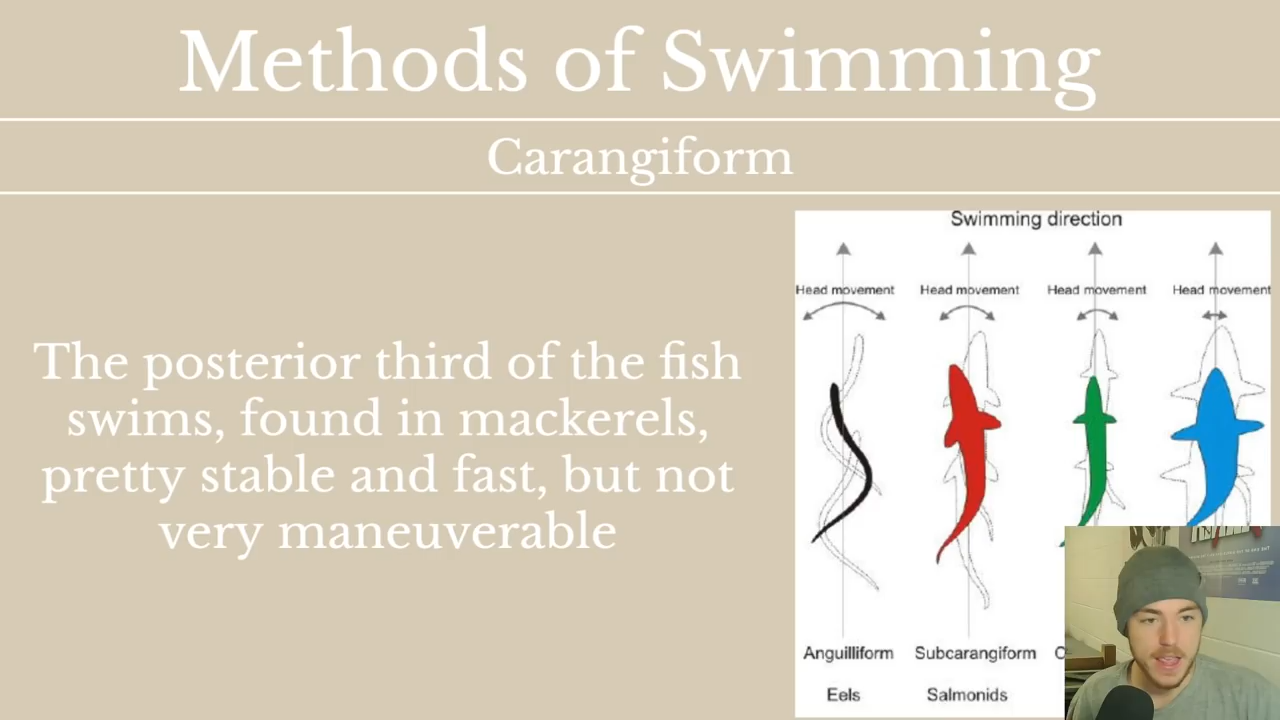 Methods of Swimming
Carangiform
The posterior third of the fish
swims, found in mackerels,
pretty stable and fast, but not
very maneuverable
Swimming direction
Head movement Head movement Head movement Head movement
Anguilliform Subcarangiform
Eels Salmonids